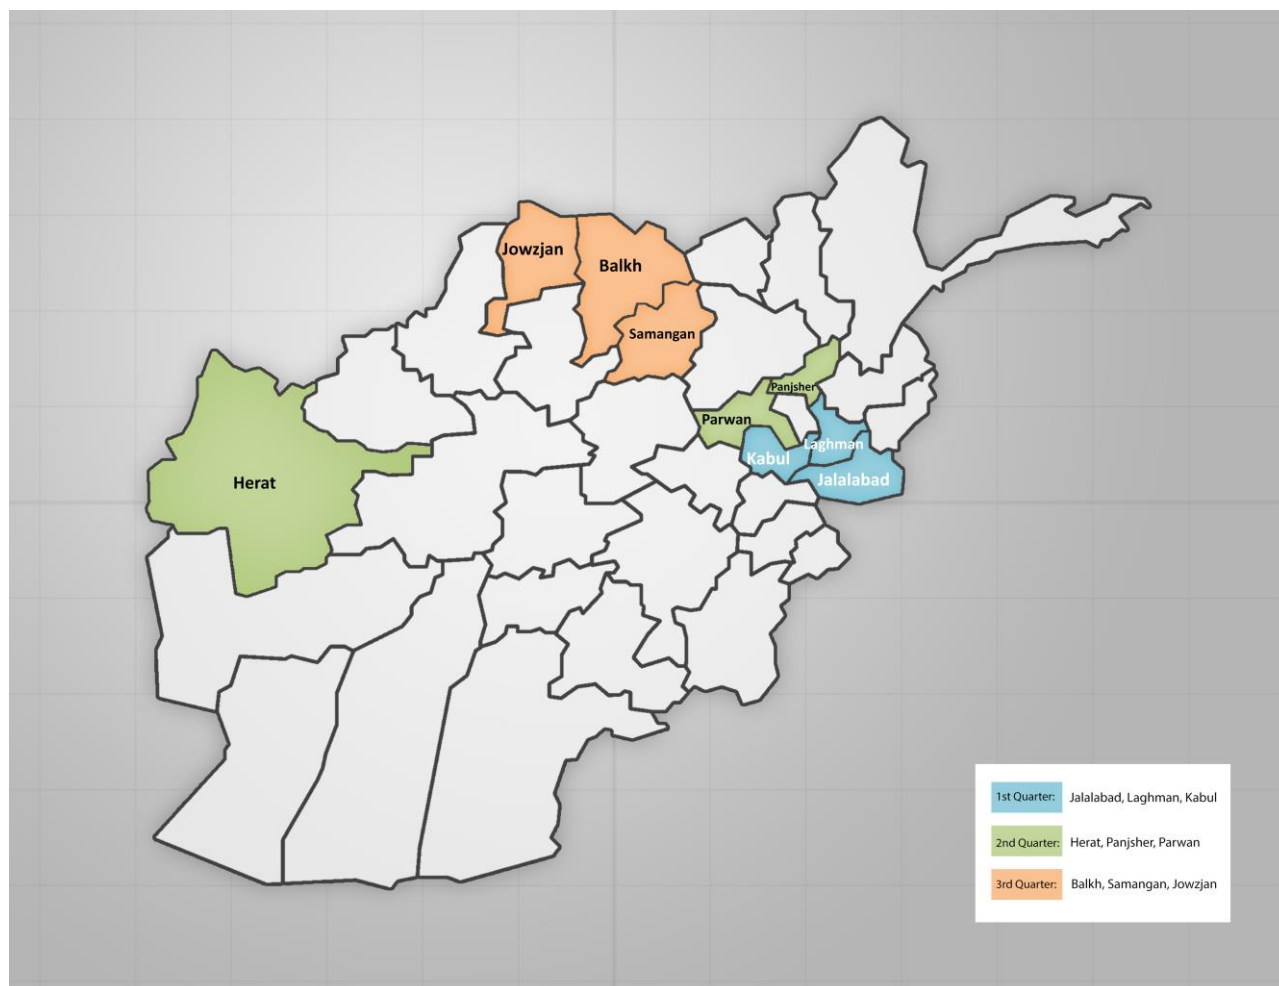 Jowzjan
Balkh
Samangan
Panjsher
Parwan
Laghman
Kabul
Jalalabad
Herat
1st Quarter: Jalalabad, Laghman, Kabul
2nd Quarter: Herat, Panjsher, Parwan
3rd Quarter: Balkh, Samangan, Jowzjan